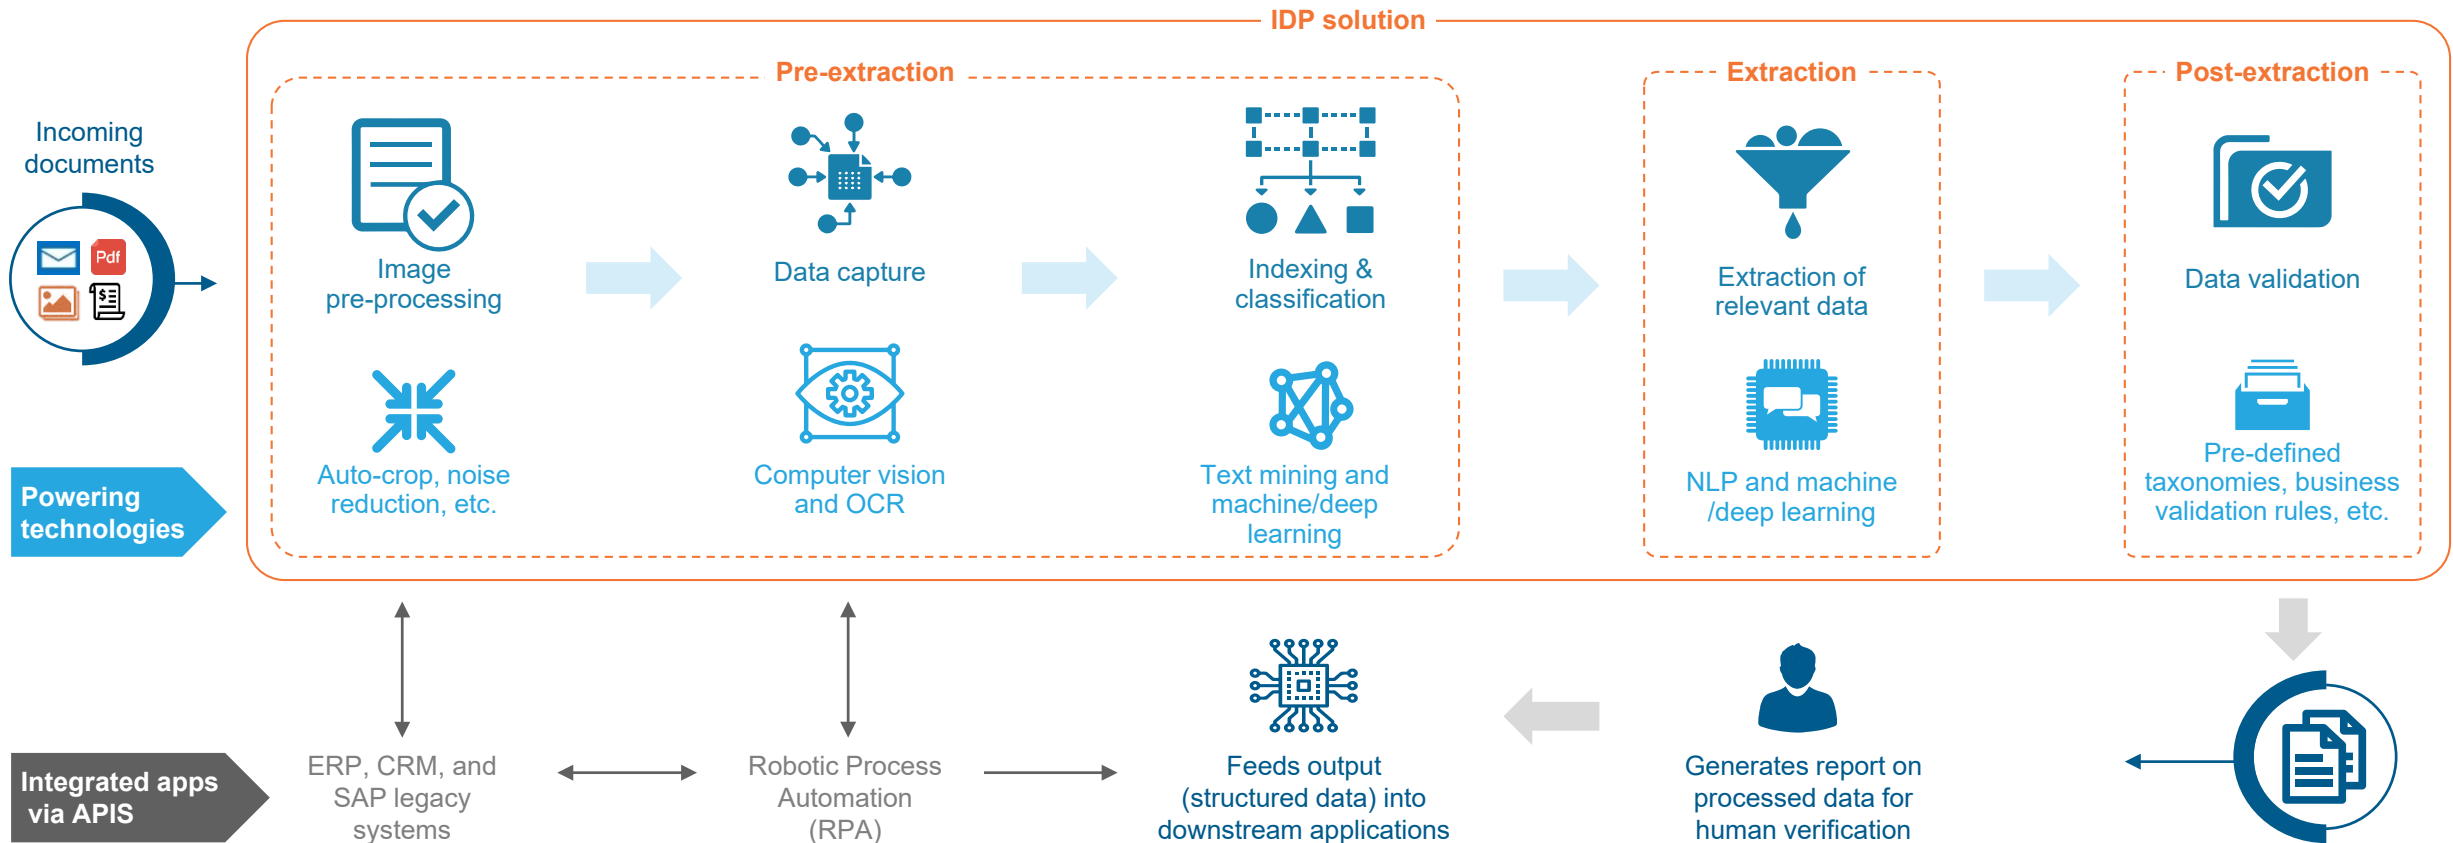 IDP solution
Pre-extraction
Extraction
Post-extraction
Incoming
documents
Pdf
$
Image
pre-processing
Data capture
Indexing &
classification
Extraction of
relevant data
Data validation
Powering
technologies
Auto-crop, noise
reduction, etc.
Computer vision
and OCR
Text mining and
machine/deep
learning
NLP and machine
/deep learning
Pre-defined
taxonomies, business
validation rules, etc.
Integrated apps
via APIS
ERP, CRM, and
SAP legacy
systems
Robotic Process
Automation
(RPA)
Feeds output
(structured data) into
downstream applications
Generates report on
processed data for
human verification